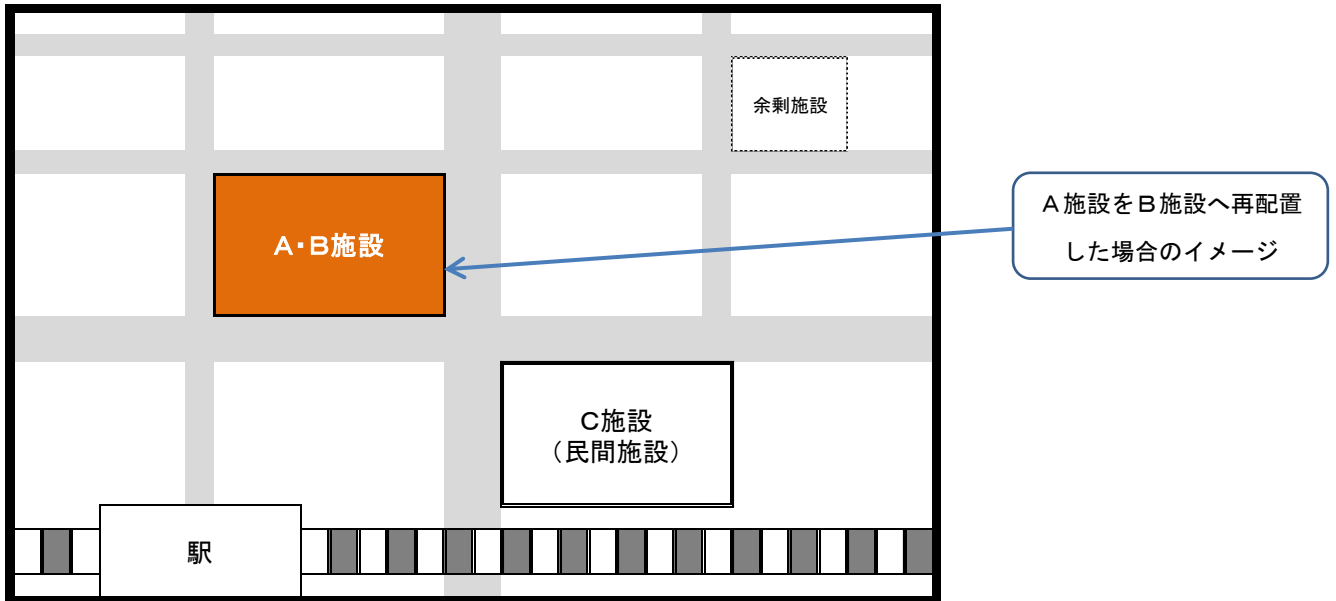 余剰施設
A・B施設
A施設をB施設へ再配置
した場合のイメージ
C施設
（民間施設）
駅